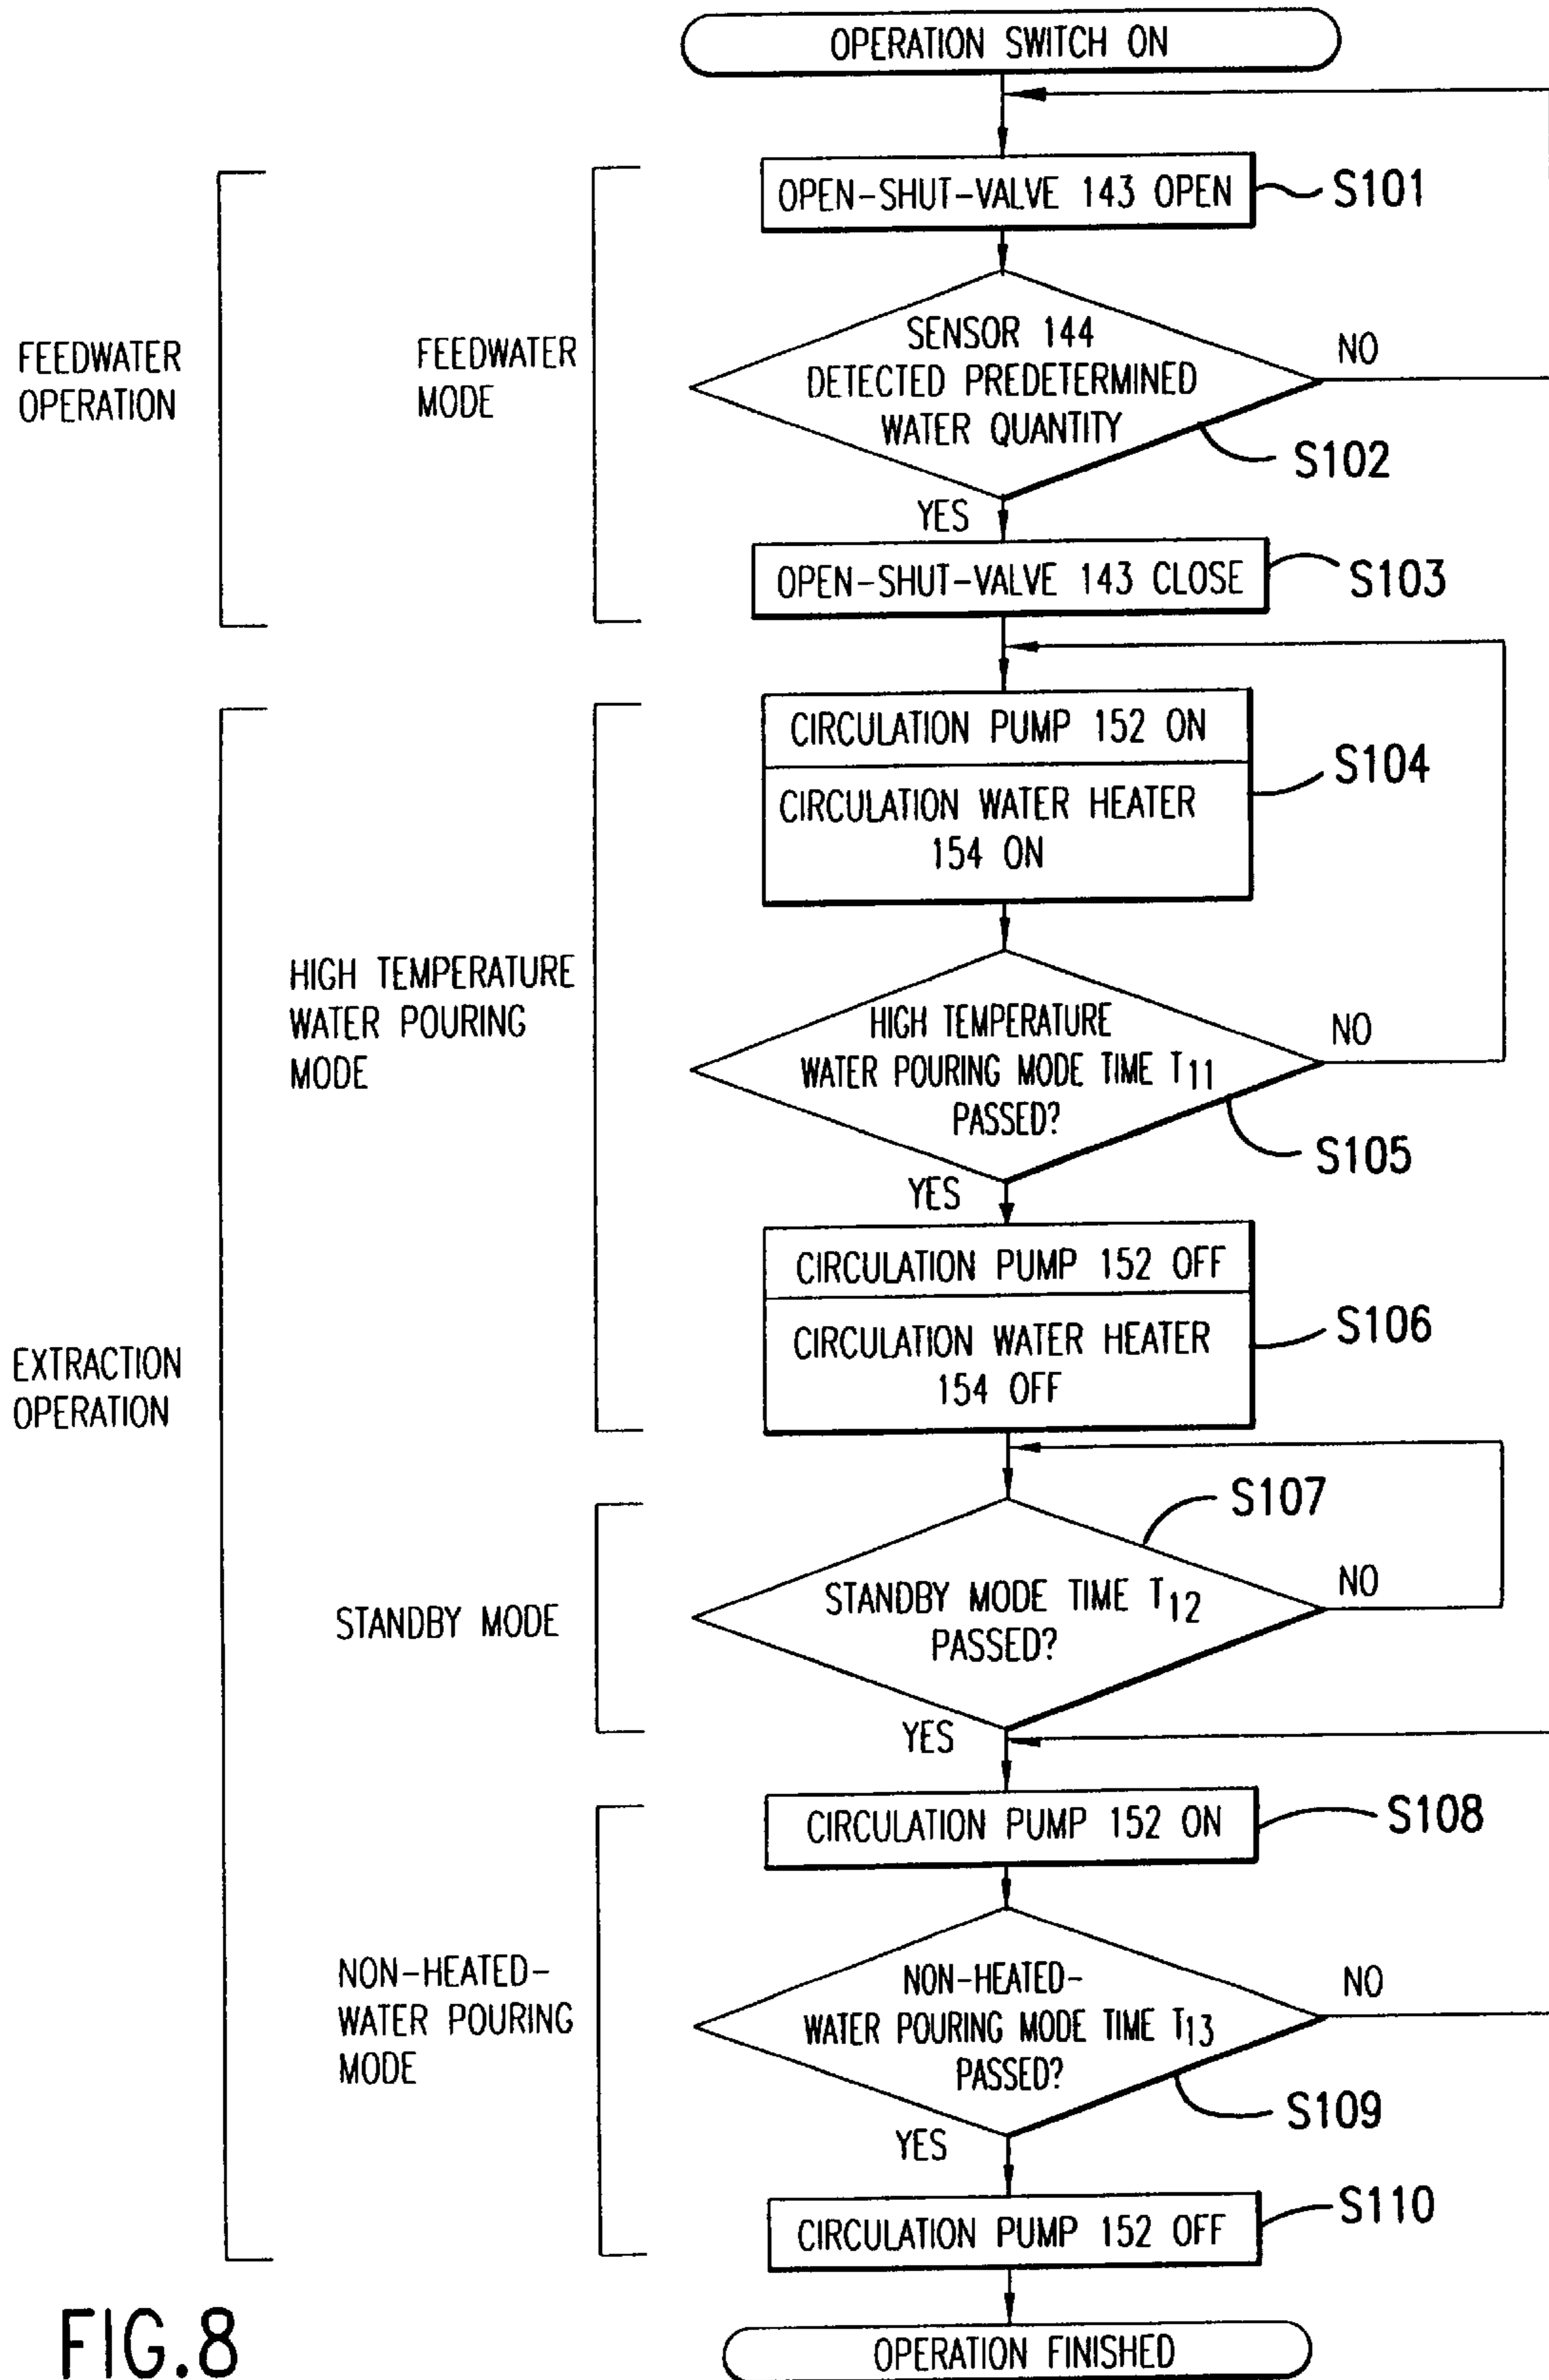 OPERATION SWITCH ON
OPEN-SHUT-VALVE 143 OPEN
S101
FEEDWATER
OPERATION
FEEDWATER
MODE
SENSOR 144
DETECTED PREDETERMINED
WATER QUANTITY
NO
S102
YES
OPEN-SHUT-VALVE 143 CLOSE
S103
CIRCULATION PUMP 152 ON
CIRCULATION WATER HEATER
154 ON
S104
HIGH TEMPERATURE
WATER POURING
MODE
HIGH TEMPERATURE
WATER POURING MODE TIME T11
PASSED?
NO
S105
YES
CIRCULATION PUMP 152 OFF
CIRCULATION WATER HEATER
154 OFF
S106
EXTRACTION
OPERATION
S107
STANDBY MODE
STANDBY MODE TIME T12
PASSED?
NO
YES
CIRCULATION PUMP 152 ON
S108
NON-HEATED-
WATER POURING
MODE
NON-HEATED-
WATER POURING MODE TIME T13
PASSED?
NO
S109
YES
CIRCULATION PUMP 152 OFF
S110
OPERATION FINISHED
FIG.8